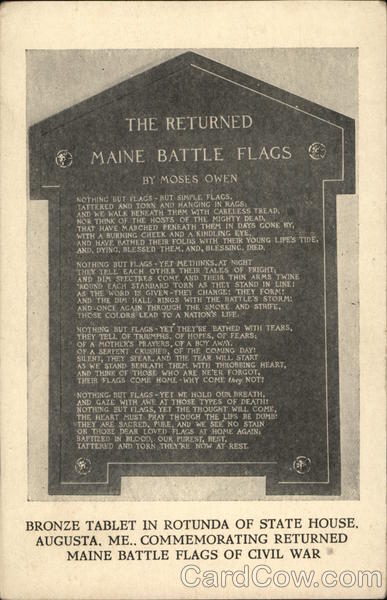 THE RETURNED
MAINE BATTLE FLAGS
BY MOSES OWEN
NOTHING BUT FLAGS - BUT SIMPLE FLAGS,
TATTERED AND TORN AND HANGING IN RAGS;
AND WE WALK BENEATH THEM WITH CARELESS TREAD,
NOR THINK OF THE HOSTS OF THE MIGHTY DEAD,
THAT HAVE MARCHED BENEATH THEM IN DAYS GONE BY,
WITH A BURNING CHEEK AND A KINDLING EYE,
AND HAVE BATHED THEIR FOLDS WITH THEIR YOUNG LIFE'S TIDE,
AND, DYING, BLESSED THEM, AND, BLESSING, DIED.
NOTHING BUT FLAGS - YET METHINKS, AT NIGHT
THEY TELL EACH OTHER THEIR TALES OF FRIGHT;
AND DIM SPECTRES COME AND THEIR THIN ARMS TWINE
'ROUND EACH STANDARD TORN AS THEY STAND IN LINE!
AS THE WORD IS GIVEN - THEY CHARGE! THEY FORM!
AND THE DIM HALL RINGS WITH THE BATTLE'S STORM!
AND ONCE AGAIN THROUGH THE SMOKE AND STRIFE,
THOSE COLORS LEAD TO A NATION'S LIFE.
NOTHING BUT FLAGS - YET THEY'RE BATHED WITH TEARS,
THEY TELL OF TRIUMPHS, OF HOPES, OF FEARS;
OF A MOTHER'S PRAYERS, OF A BOY AWAY,
OF A SERPENT CRUSHED, OF THE COMING DAY!
SILENT, THEY SPEAK, AND THE TEAR WILL START
AS WE STAND BENEATH THEM WITH THROBBING HEART,
AND THINK OF THOSE WHO ARE NEVER FORGOT,
THEIR FLAGS COME HOME - WHY COME they NOT?
NOTHING BUT FLAGS - YET WE HOLD OUR BREATH,
AND GAZE WITH AWE AT THOSE TYPES OF DEATH!
NOTHING BUT FLAGS, YET THE THOUGHT WILL COME,
THE HEART MUST PRAY THOUGH THE LIPS BE DUMB!
THEY ARE SACRED, PURE, AND WE SEE NO STAIN
ON THOSE DEAR LOVED FLAGS AT HOME AGAIN;
BAPTIZED IN BLOOD, OUR PUREST, BEST,
TATTERED AND TORN THEY'RE NOW AT REST.
BRONZE TABLET IN ROTUNDA OF STATE HOUSE,
AUGUSTA, ME., COMMEMORATING RETURNED
MAINE BATTLE FLAGS OF CIVIL WAR
CardCow.com